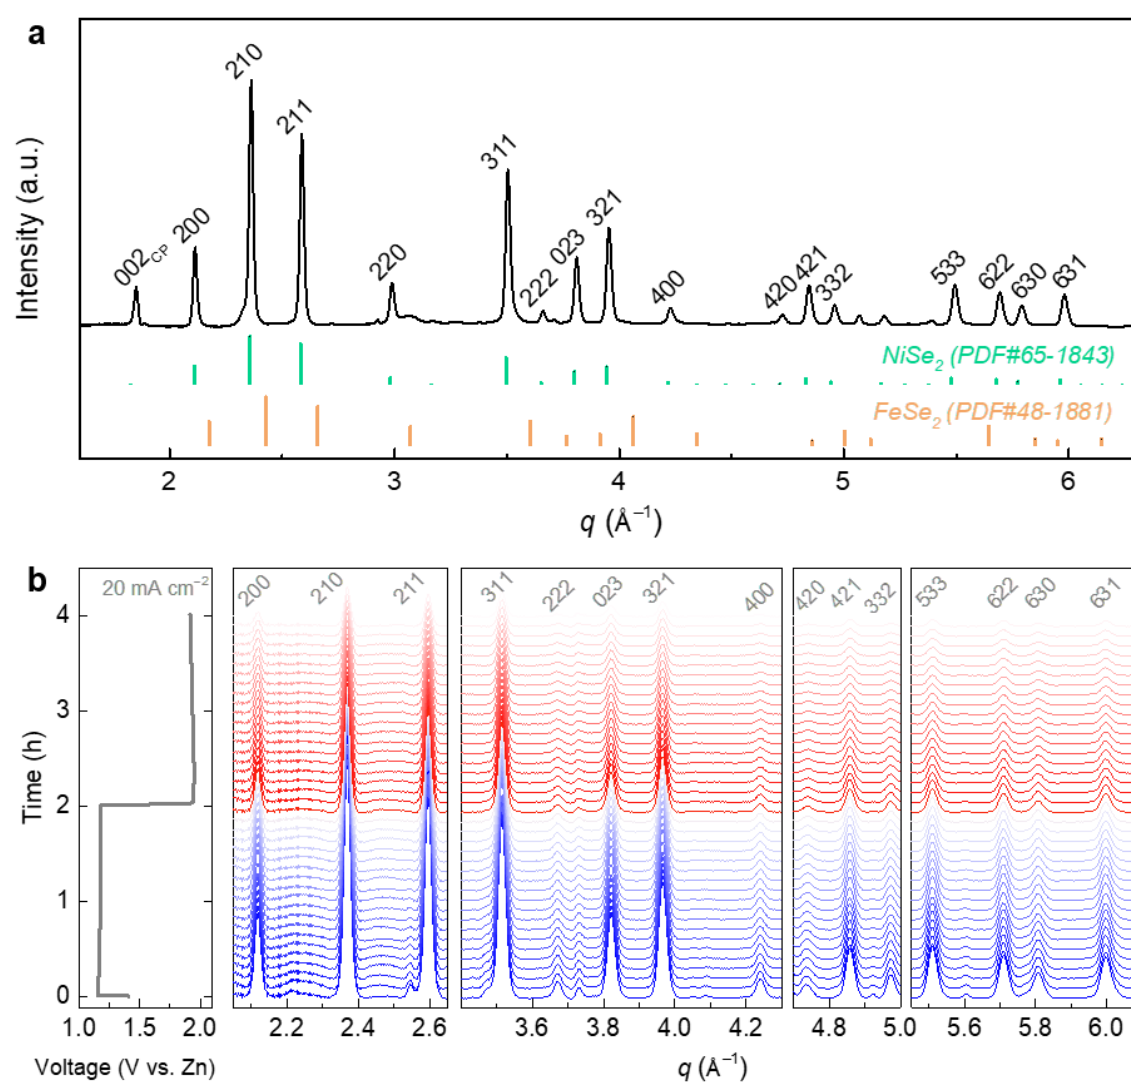 a
Intensity (a.u.)
002CP
200
210
211
220
311
222
023
321
400
420
421
332
533
622
630
631
NiSe2 (PDF#65-1843)
FeSe2 (PDF#48-1881)
2 3 4 5 6
q (Å−1)
b
20 mA cm−2
200 210 211
311 222 023 321 400
420 421 332
533 622 630 631
Time (h)
4
3
2
1
0
1.0 1.5 2.0
2.2 2.4 2.6
3.6 3.8 4.0 4.2
4.8 5.0
5.6 5.8 6.0
Voltage (V vs. Zn)
q (Å−1)